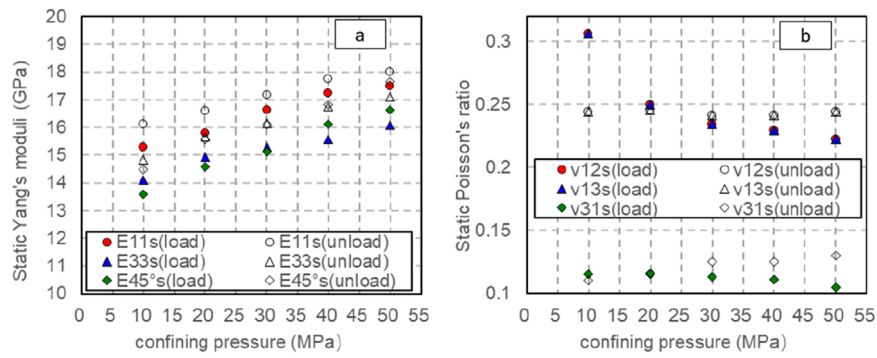 a
Static Yang's moduli (GPa)
20
19
18
17
16
15
14
13
12
11
10
E11s(load)
E11s(unload)
E33s(load)
E33s(unload)
E45°s(load)
E45°s(unload)
0 5 10 15 20 25 30 35 40 45 50 55
confining pressure (MPa)
b
Static Poisson's ratio
0.3
0.25
0.2
0.15
0.1
v12s(load)
v12s(unload)
v13s(load)
v13s(unload)
v31s(load)
v31s(unload)
0 5 10 15 20 25 30 35 40 45 50 55
confining pressure (MPa)